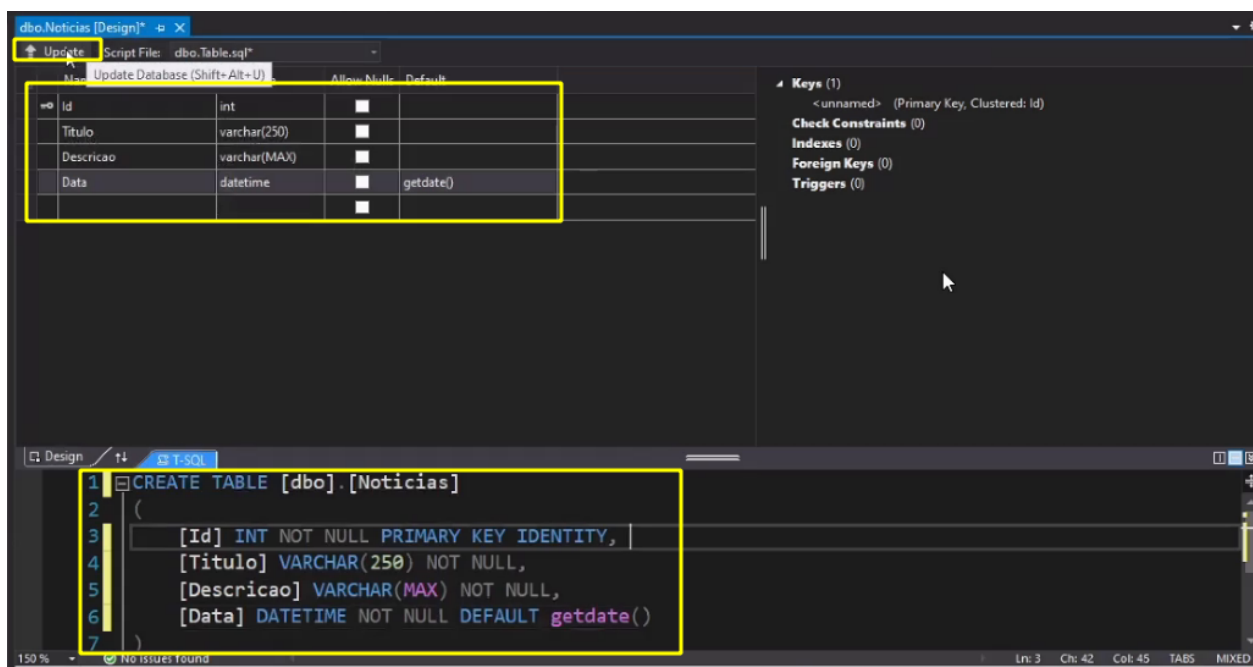 dbo.Noticias [Design]*
Update Script File: dbo.Table.sql*
Update Database (Shift+Alt+U) Allow Nulls Default
Id int
Titulo varchar(250)
Descricao varchar(MAX)
Data datetime getdate()
Keys (1)
<unnamed> (Primary Key, Clustered: Id)
Check Constraints (0)
Indexes (0)
Foreign Keys (0)
Triggers (0)
Design T-SQL
1 CREATE TABLE [dbo].[Noticias]
2 (
3 [Id] INT NOT NULL PRIMARY KEY IDENTITY,
4 [Titulo] VARCHAR(250) NOT NULL,
5 [Descricao] VARCHAR(MAX) NOT NULL,
6 [Data] DATETIME NOT NULL DEFAULT getdate()
7 )
150 % No issues found Ln: 3 Ch: 42 Col: 45 TABS MIXED